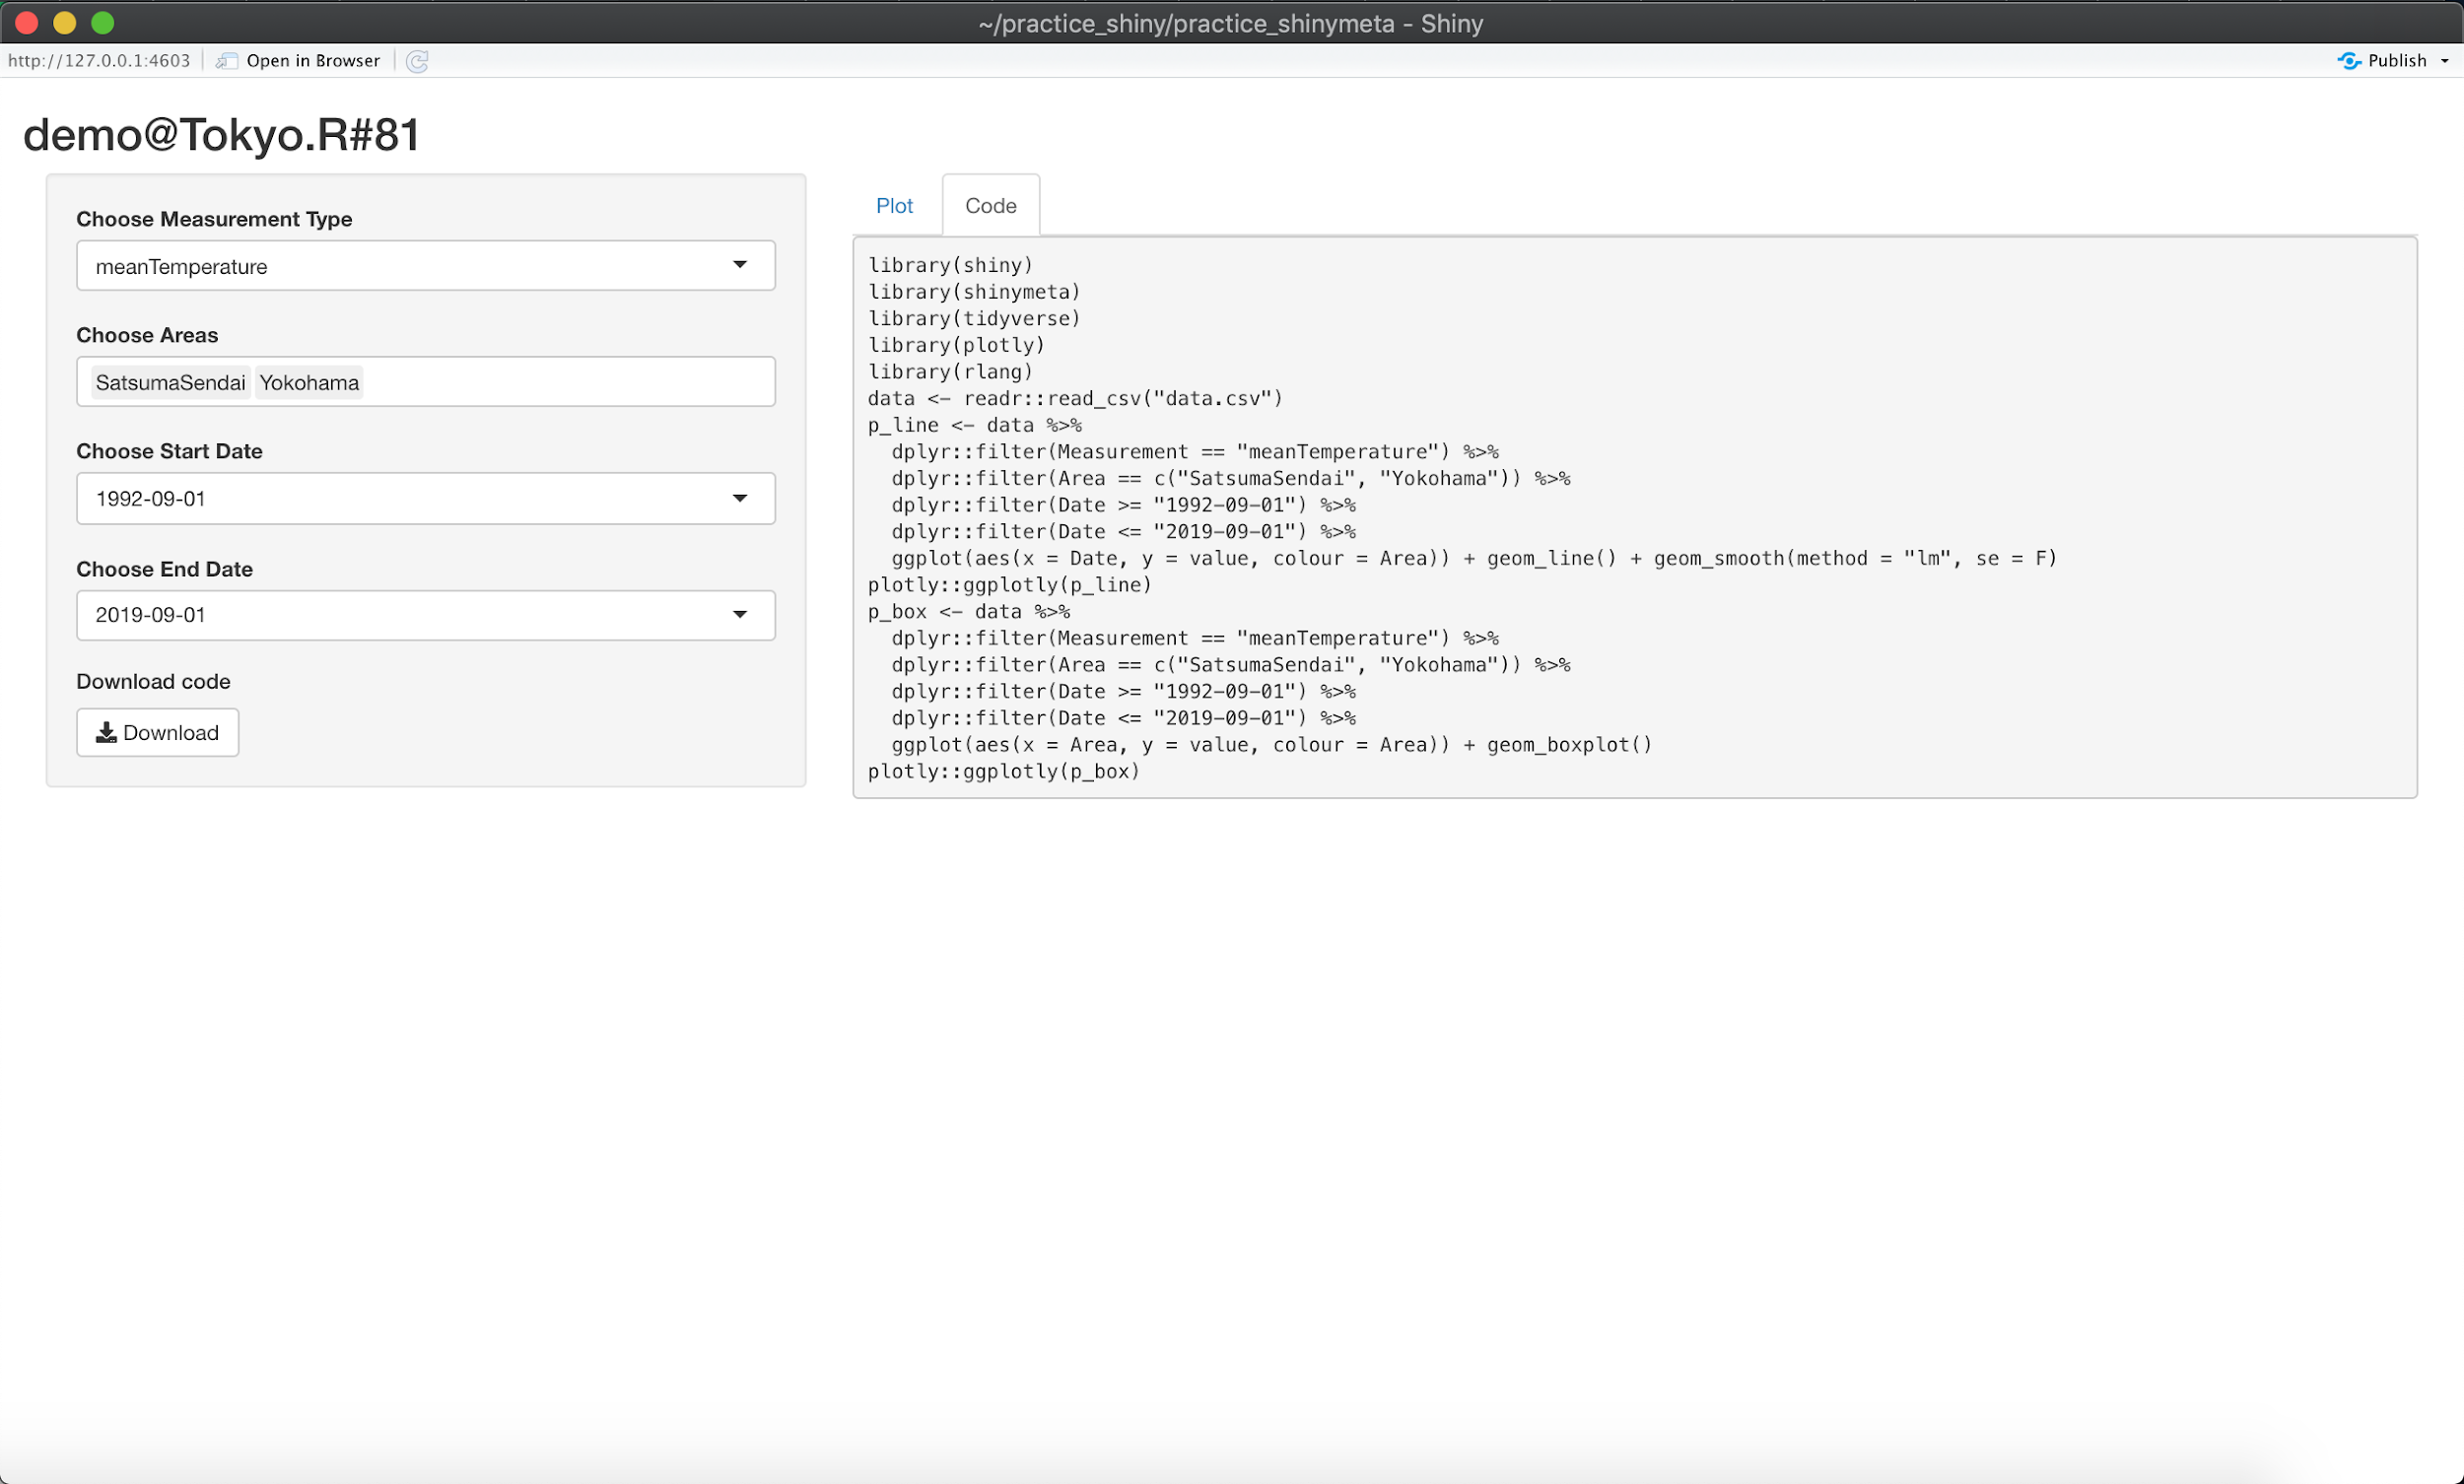 ~/practice_shiny/practice_shinymeta - Shiny
http://127.0.0.1:4603 Open in Browser Publish
demo@Tokyo.R#81
Choose Measurement Type
meanTemperature
Choose Areas
SatsumaSendai Yokohama
Choose Start Date
1992-09-01
Choose End Date
2019-09-01
Download code
Download
Plot Code
library(shiny)
library(shinymeta)
library(tidyverse)
library(plotly)
library(rlang)
data <- readr::read_csv("data.csv")
p_line <- data %>%
  dplyr::filter(Measurement == "meanTemperature") %>%
  dplyr::filter(Area == c("SatsumaSendai", "Yokohama")) %>%
  dplyr::filter(Date >= "1992-09-01") %>%
  dplyr::filter(Date <= "2019-09-01") %>%
  ggplot(aes(x = Date, y = value, colour = Area)) + geom_line() + geom_smooth(method = "lm", se = F)
plotly::ggplotly(p_line)
p_box <- data %>%
  dplyr::filter(Measurement == "meanTemperature") %>%
  dplyr::filter(Area == c("SatsumaSendai", "Yokohama")) %>%
  dplyr::filter(Date >= "1992-09-01") %>%
  dplyr::filter(Date <= "2019-09-01") %>%
  ggplot(aes(x = Area, y = value, colour = Area)) + geom_boxplot()
plotly::ggplotly(p_box)